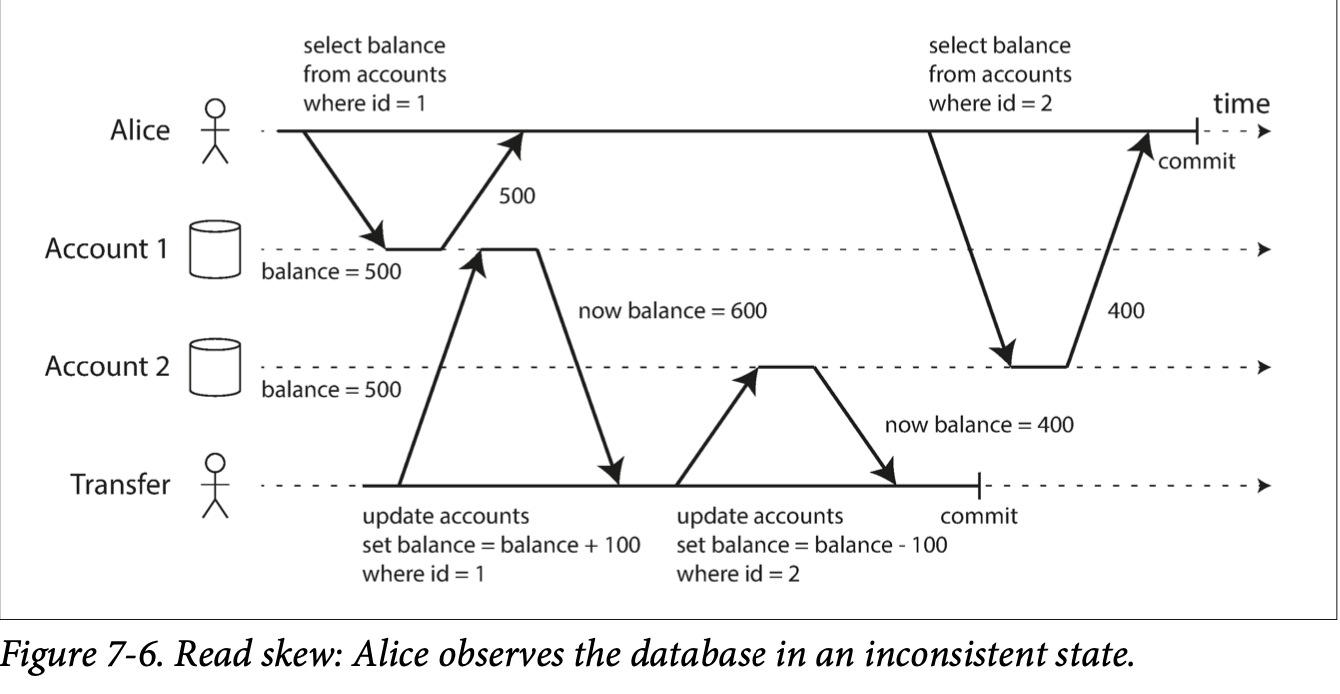 select balance
from accounts
where id = 1
select balance
from accounts
where id = 2
time
Alice
commit
500
Account 1
balance = 500
now balance = 600
400
Account 2
balance = 500
now balance = 400
Transfer
update accounts
set balance = balance + 100
where id = 1
update accounts
set balance = balance - 100
where id = 2
commit
Figure 7-6. Read skew: Alice observes the database in an inconsistent state.